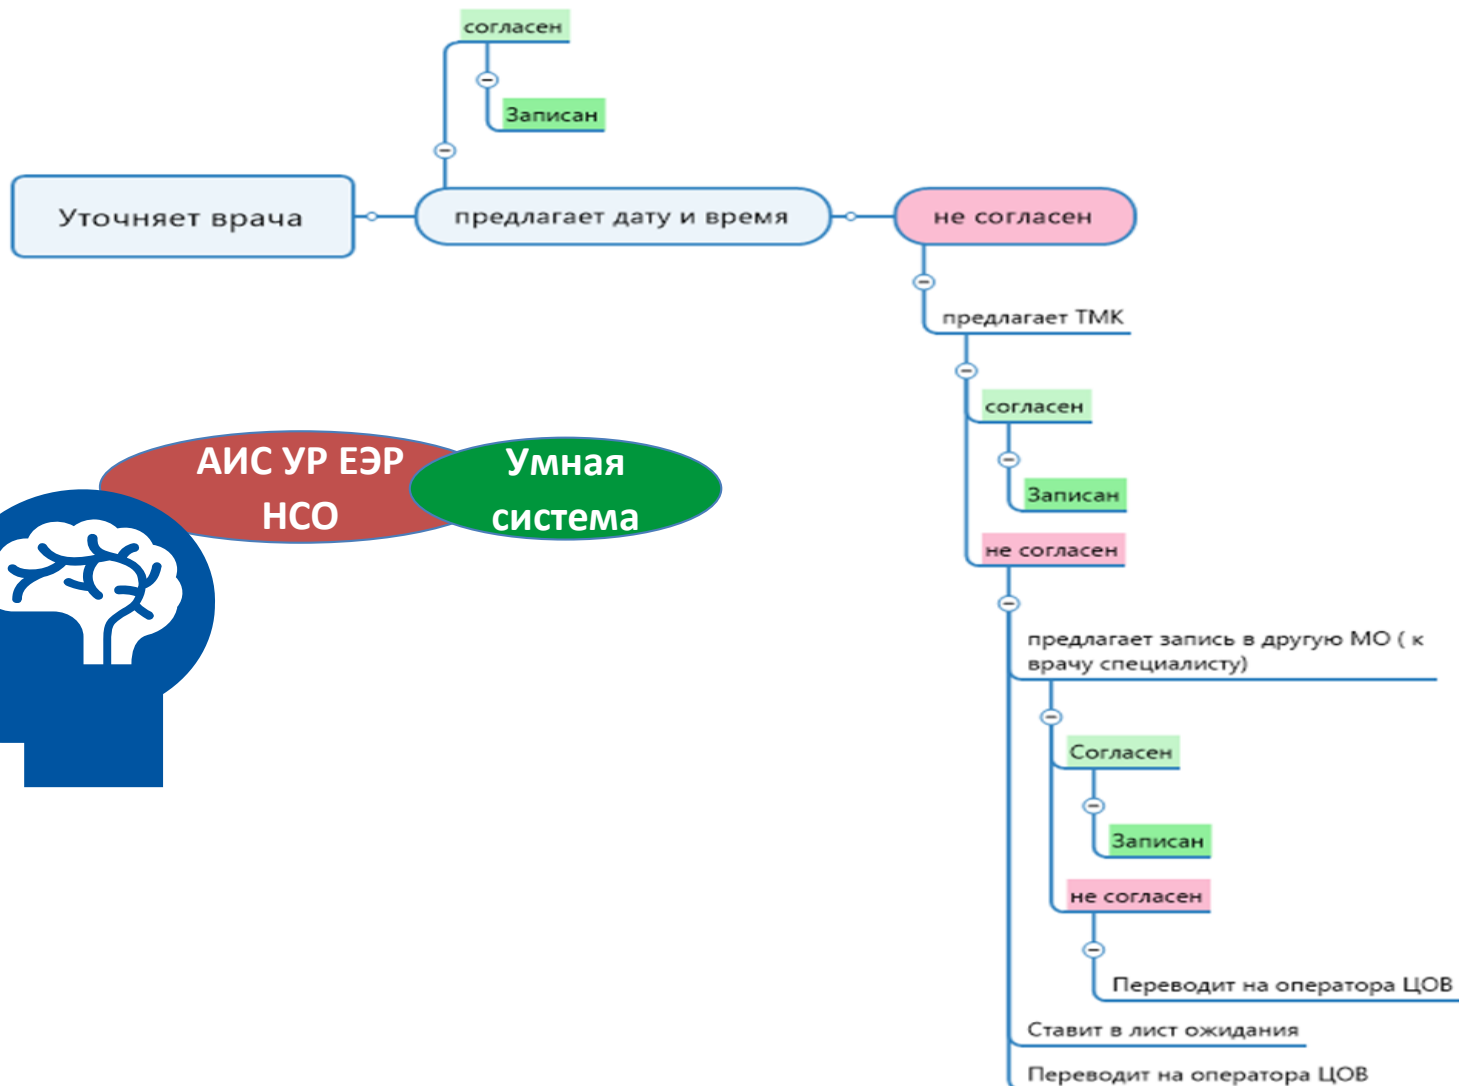 согласен
Записан
Уточняет врача
предлагает дату и время
не согласен
предлагает ТМК
согласен
Записан
не согласен
предлагает запись в другую МО ( к
врачу специалисту)
Согласен
Записан
не согласен
Переводит на оператора ЦОВ
Ставит в лист ожидания
Переводит на оператора ЦОВ
АИС УР ЕЭР
НСО
Умная
система